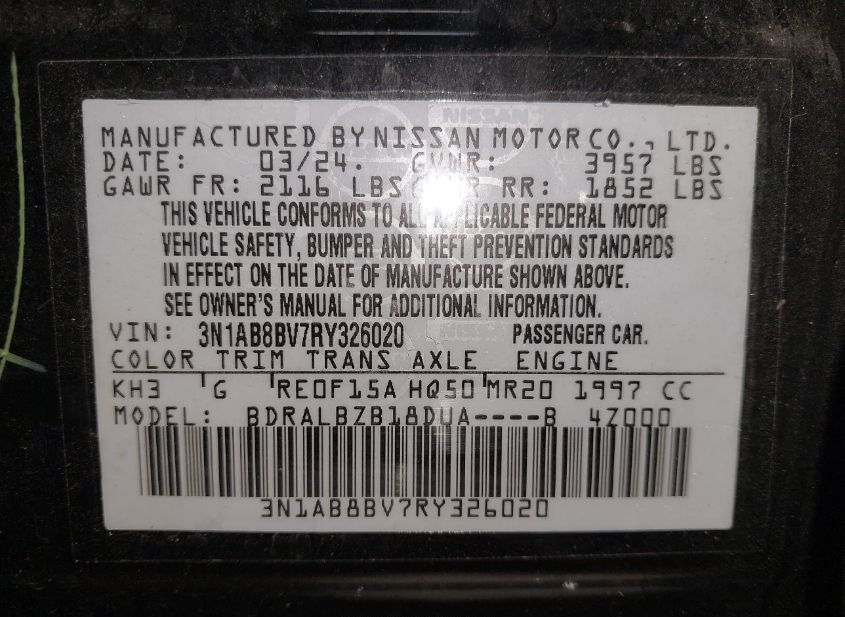 NISSAN
MANUFACTURED BY NISSAN MOTOR CO., LTD.
DATE: 03/24. GVWR: 3957 LBS
GAWR FR: 2116 LBS RR: 1852 LBS
THIS VEHICLE CONFORMS TO ALL APPLICABLE FEDERAL MOTOR
VEHICLE SAFETY, BUMPER AND THEFT PREVENTION STANDARDS
IN EFFECT ON THE DATE OF MANUFACTURE SHOWN ABOVE.
SEE OWNER'S MANUAL FOR ADDITIONAL INFORMATION.
VIN: 3N1AB8BV7RY326020 PASSENGER CAR.
COLOR TRIM TRANS AXLE ENGINE
KH3 G RE0F15A HQ50 MR20 1997 CC
MODEL: BDRALBZB18DUA----B 4Z000
3N1AB8BV7RY326020